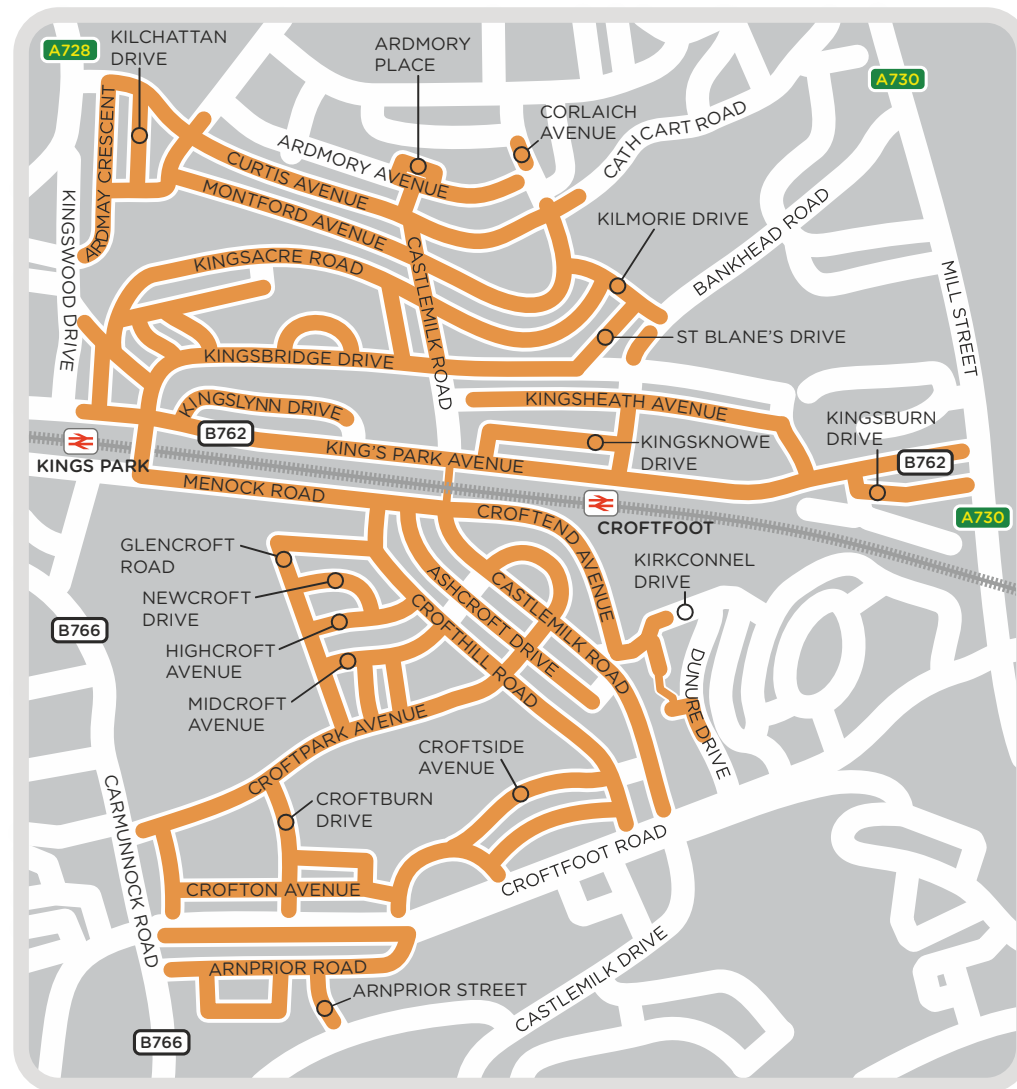 KILCHATTAN
DRIVE
ARDMORY
PLACE
A728
A730
CORLAICH
AVENUE
CATHCART ROAD
ARDMORY AVENUE
ARDMAY CRESCENT
CURTIS AVENUE
MONTFORD AVENUE
KINGSWOOD DRIVE
KILMORIE DRIVE
BANKHEAD ROAD
KINGSACRE ROAD
CASTLEMILK ROAD
MILL STREET
ST BLANE'S DRIVE
KINGSBRIDGE DRIVE
KINGSLYNN DRIVE
KINGSHEATH AVENUE
KINGSBURN
DRIVE
B762
KINGSKNOWE
DRIVE
KING'S PARK AVENUE
B762
KINGS PARK
MENOCK ROAD
CROFTFOOT
A730
CROFTEND AVENUE
GLENCROFT
ROAD
KIRKCONNEL
DRIVE
NEWCROFT
DRIVE
ASHCROFT DRIVE
CASTLEMILK ROAD
CROFTHILL ROAD
B766
HIGHCROFT
AVENUE
DUNURE DRIVE
MIDCROFT
AVENUE
CROFTPARK AVENUE
CROFTSIDE
AVENUE
CROFTBURN
DRIVE
CARMUNNOCK ROAD
CROFTFOOT ROAD
CROFTON AVENUE
CASTLEMILK DRIVE
ARNPRIOR ROAD
ARNPRIOR STREET
B766